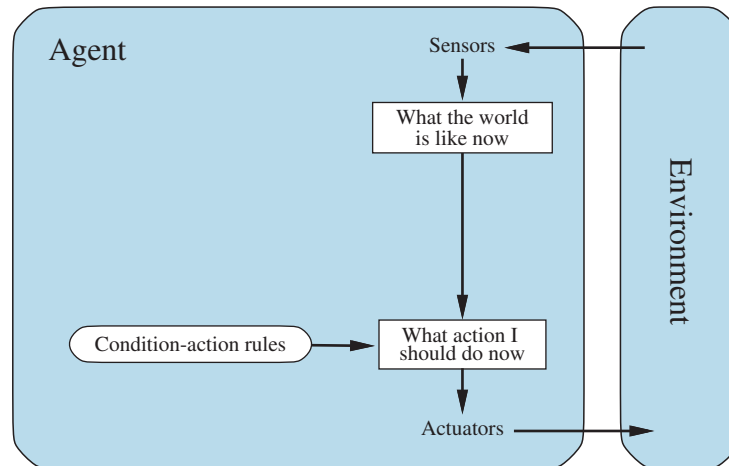 Agent
Sensors
What the world
is like now
Environment
Condition-action rules
What action I
should do now
Actuators